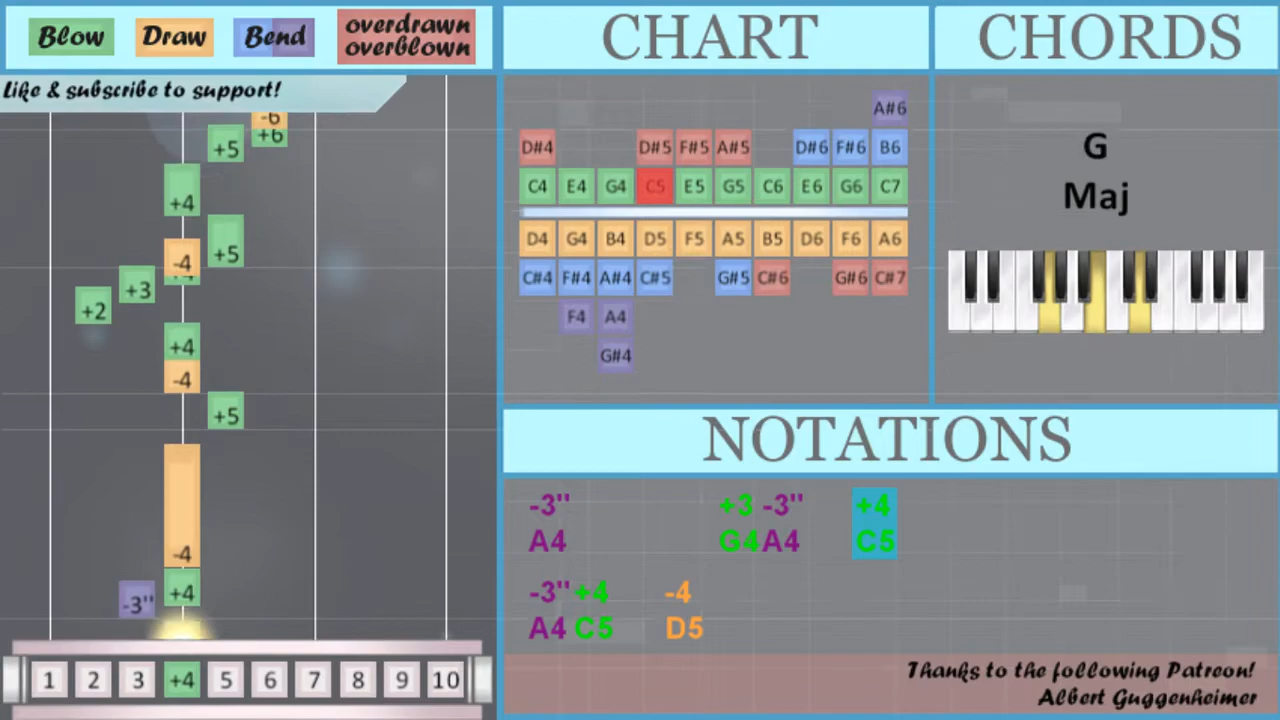 Blow Draw Bend overdrawn
overblown
CHART
CHORDS
Like & subscribe to support!
-6
+6
+5
+4
+5
-4
+3
+2
+4
-4
+5
-4
+4
-3"
1 2 3 +4 5 6 7 8 9 10
A#6
D#4 D#5 F#5 A#5 D#6 F#6 B6
C4 E4 G4 C5 E5 G5 C6 E6 G6 C7
D4 G4 B4 D5 F5 A5 B5 D6 F6 A6
C#4 F#4 A#4 C#5 G#5 C#6 G#6 C#7
F4 A4
G#4
G
Maj
NOTATIONS
-3" +3 -3" +4
A4 G4 A4 C5
-3" +4 -4
A4 C5 D5
Thanks to the following Patreon!
Albert Guggenheimer